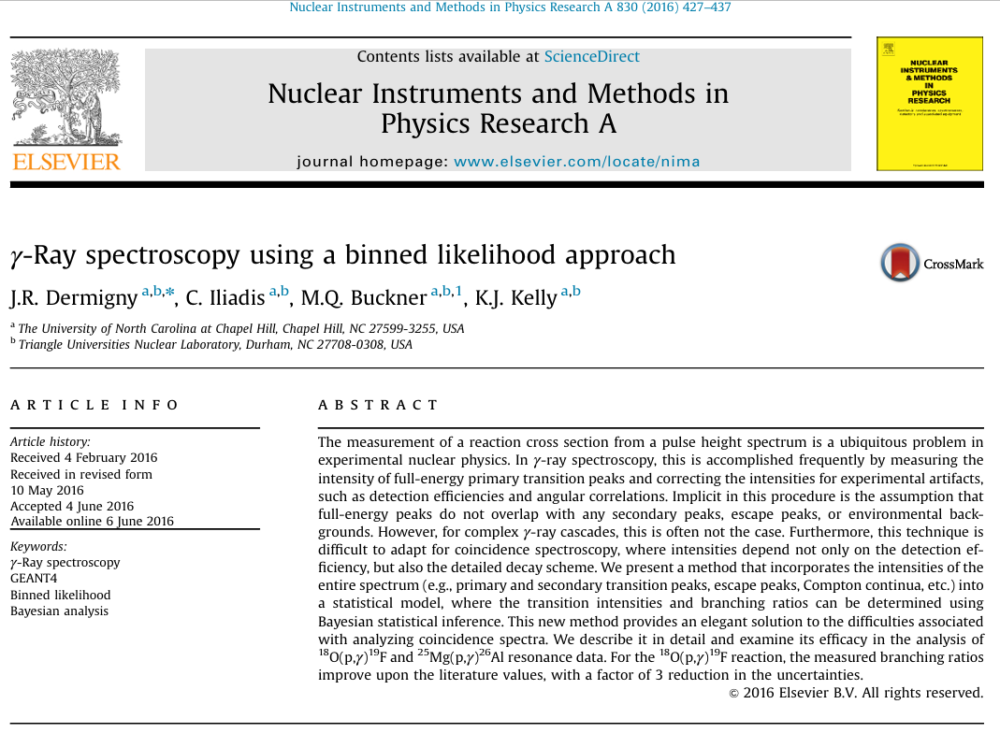 Nuclear Instruments and Methods in Physics Research A 830 (2016) 427–437
Contents lists available at ScienceDirect
Nuclear Instruments and Methods in
Physics Research A
journal homepage: www.elsevier.com/locate/nima
ELSEVIER
NUCLEAR
INSTRUMENTS
& METHODS
IN
PHYSICS
RESEARCH
γ-Ray spectroscopy using a binned likelihood approach
CrossMark
J.R. Dermigny a,b,*, C. Iliadis a,b, M.Q. Buckner a,b,1, K.J. Kelly a,b
a The University of North Carolina at Chapel Hill, Chapel Hill, NC 27599-3255, USA
b Triangle Universities Nuclear Laboratory, Durham, NC 27708-0308, USA
ARTICLE INFO
Article history:
Received 4 February 2016
Received in revised form
10 May 2016
Accepted 4 June 2016
Available online 6 June 2016
Keywords:
γ-Ray spectroscopy
GEANT4
Binned likelihood
Bayesian analysis
ABSTRACT
The measurement of a reaction cross section from a pulse height spectrum is a ubiquitous problem in
experimental nuclear physics. In γ-ray spectroscopy, this is accomplished frequently by measuring the
intensity of full-energy primary transition peaks and correcting the intensities for experimental artifacts,
such as detection efficiencies and angular correlations. Implicit in this procedure is the assumption that
full-energy peaks do not overlap with any secondary peaks, escape peaks, or environmental back-
grounds. However, for complex γ-ray cascades, this is often not the case. Furthermore, this technique is
difficult to adapt for coincidence spectroscopy, where intensities depend not only on the detection ef-
ficiency, but also the detailed decay scheme. We present a method that incorporates the intensities of the
entire spectrum (e.g., primary and secondary transition peaks, escape peaks, Compton continua, etc.) into
a statistical model, where the transition intensities and branching ratios can be determined using
Bayesian statistical inference. This new method provides an elegant solution to the difficulties associated
with analyzing coincidence spectra. We describe it in detail and examine its efficacy in the analysis of
¹⁸O(p,γ)¹⁹F and ²⁵Mg(p,γ)²⁶Al resonance data. For the ¹⁸O(p,γ)¹⁹F reaction, the measured branching ratios
improve upon the literature values, with a factor of 3 reduction in the uncertainties.
© 2016 Elsevier B.V. All rights reserved.